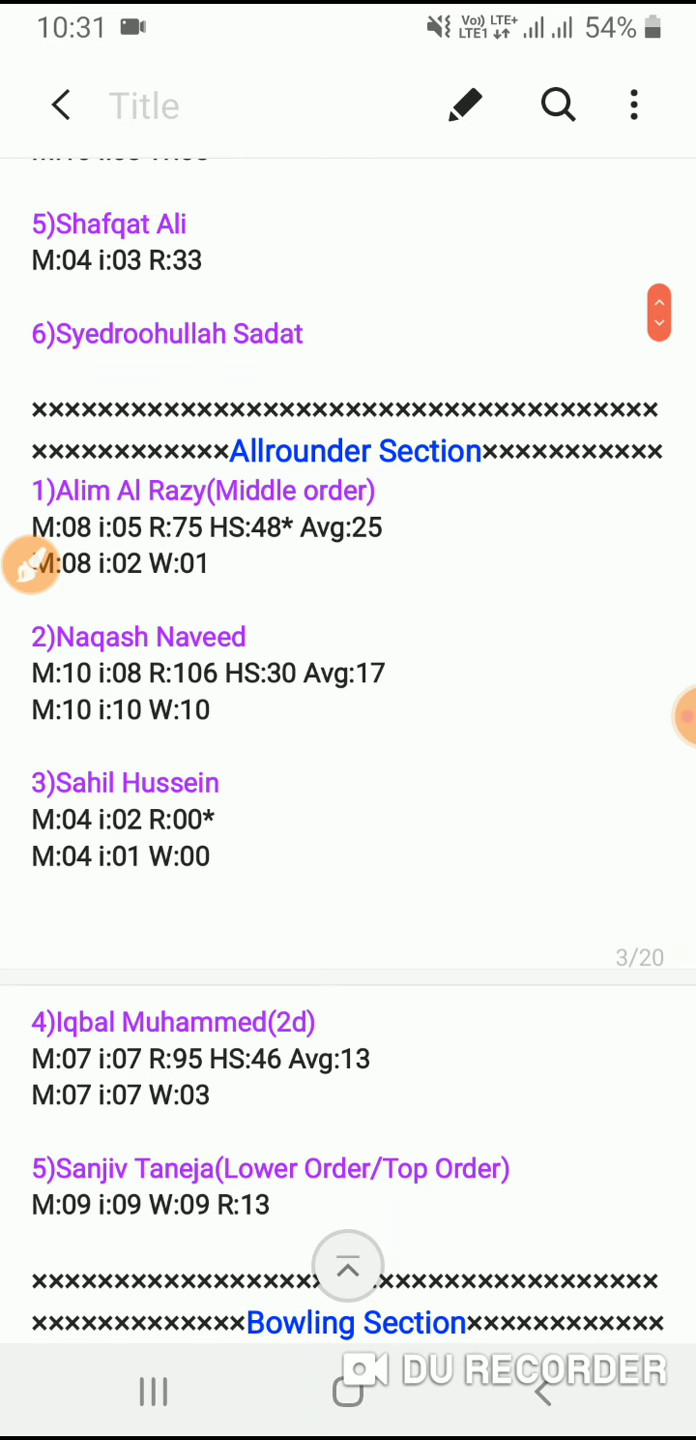 10:31 Vo)) LTE+ LTE1 54%
Title
5)Shafqat Ali
M:04 i:03 R:33
6)Syedroohullah Sadat
××××××××××××××××××××××××××××××××××××××
××××××××××××Allrounder Section×××××××××××
1)Alim Al Razy(Middle order)
M:08 i:05 R:75 HS:48* Avg:25
M:08 i:02 W:01
2)Naqash Naveed
M:10 i:08 R:106 HS:30 Avg:17
M:10 i:10 W:10
3)Sahil Hussein
M:04 i:02 R:00*
M:04 i:01 W:00
3/20
4)Iqbal Muhammed(2d)
M:07 i:07 R:95 HS:46 Avg:13
M:07 i:07 W:03
5)Sanjiv Taneja(Lower Order/Top Order)
M:09 i:09 W:09 R:13
××××××××××××××××××××××××××××××××××
×××××××××××××Bowling Section××××××××××××
DU RECORDER